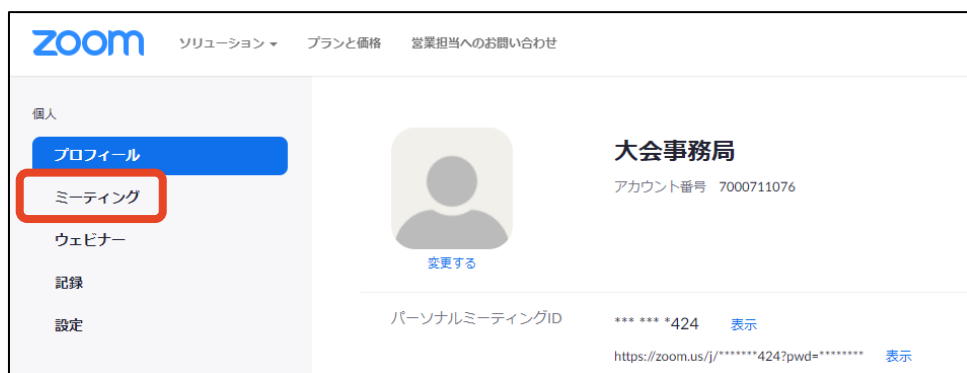 zoom ソリューション プランと価格 営業担当へのお問い合わせ
個人
プロフィール
ミーティング
ウェビナー
記録
設定
変更する
大会事務局
アカウント番号 7000711076
パーソナルミーティングID *** *** *424 表示
https://zoom.us/j/*******424?pwd=******** 表示